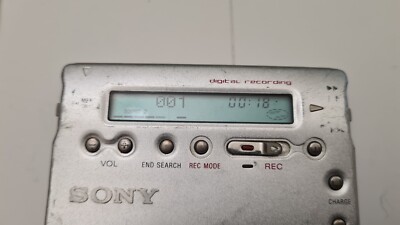 digital recording
001 00:18
VOL END SEARCH REC MODE REC
SONY
CHARGE